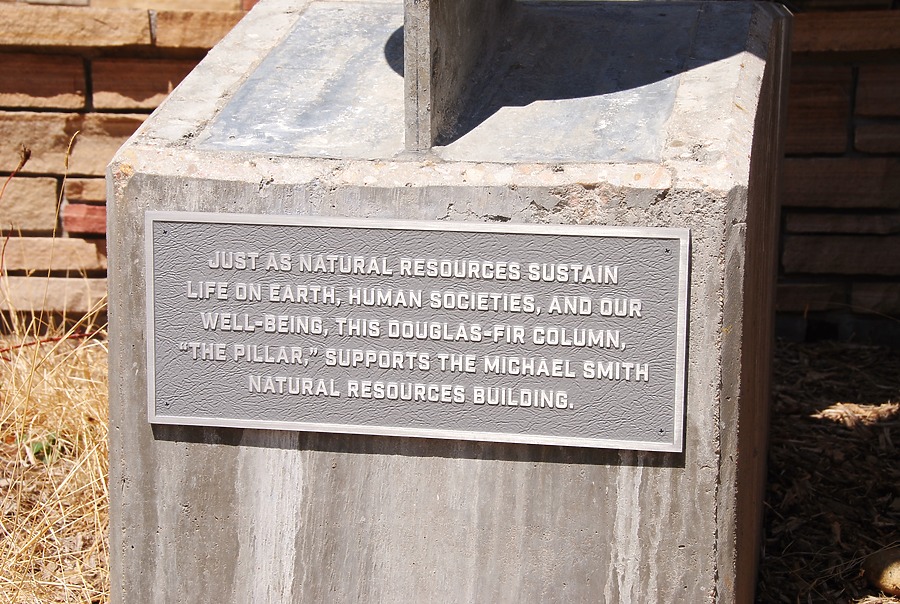 JUST AS NATURAL RESOURCES SUSTAIN
LIFE ON EARTH, HUMAN SOCIETIES, AND OUR
WELL-BEING, THIS DOUGLAS-FIR COLUMN,
“THE PILLAR,” SUPPORTS THE MICHAEL SMITH
NATURAL RESOURCES BUILDING.